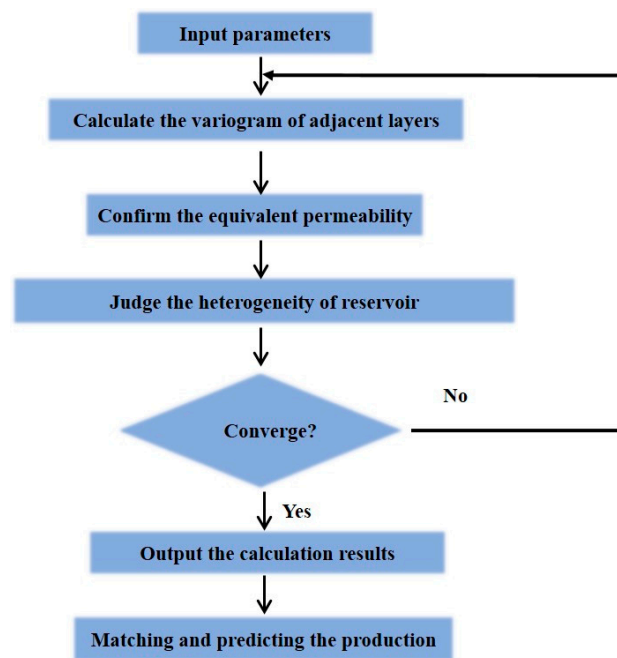 Input parameters
Calculate the variogram of adjacent layers
Confirm the equivalent permeability
Judge the heterogeneity of reservoir
No
Converge?
Yes
Output the calculation results
Matching and predicting the production